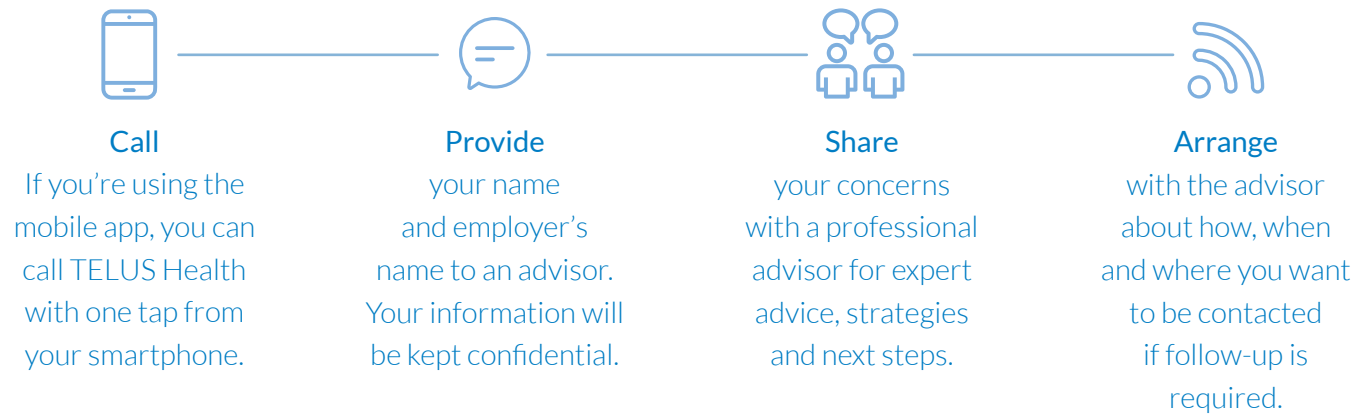 Call
If you’re using the
mobile app, you can
call TELUS Health
with one tap from
your smartphone.
Provide
your name
and employer’s
name to an advisor.
Your information will
be kept confidential.
Share
your concerns
with a professional
advisor for expert
advice, strategies
and next steps.
Arrange
with the advisor
about how, when
and where you want
to be contacted
if follow-up is
required.